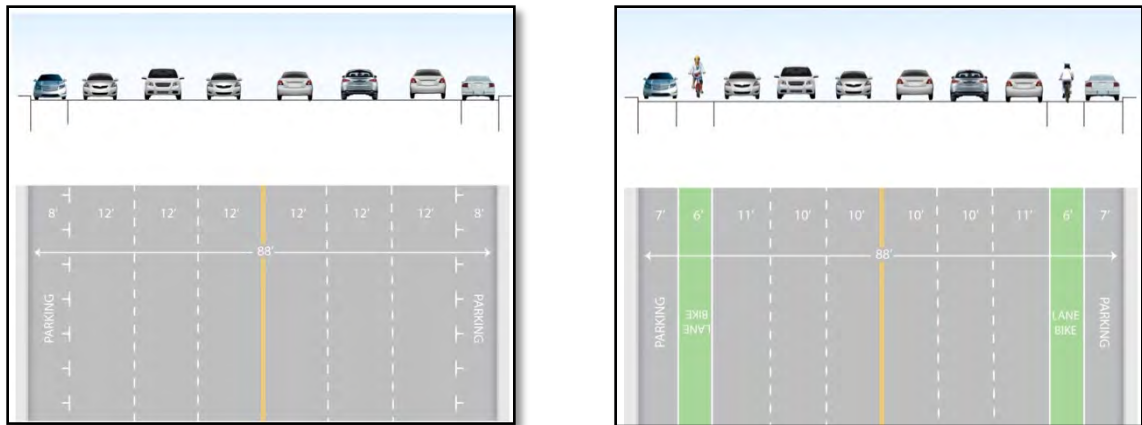 8' 12' 12' 12' 12' 12' 12' 8'
88'
PARKING
PARKING
7' 6' 11' 10' 10' 10' 10' 11' 6' 7'
88'
PARKING
LANE
BIKE
LANE
BIKE
PARKING